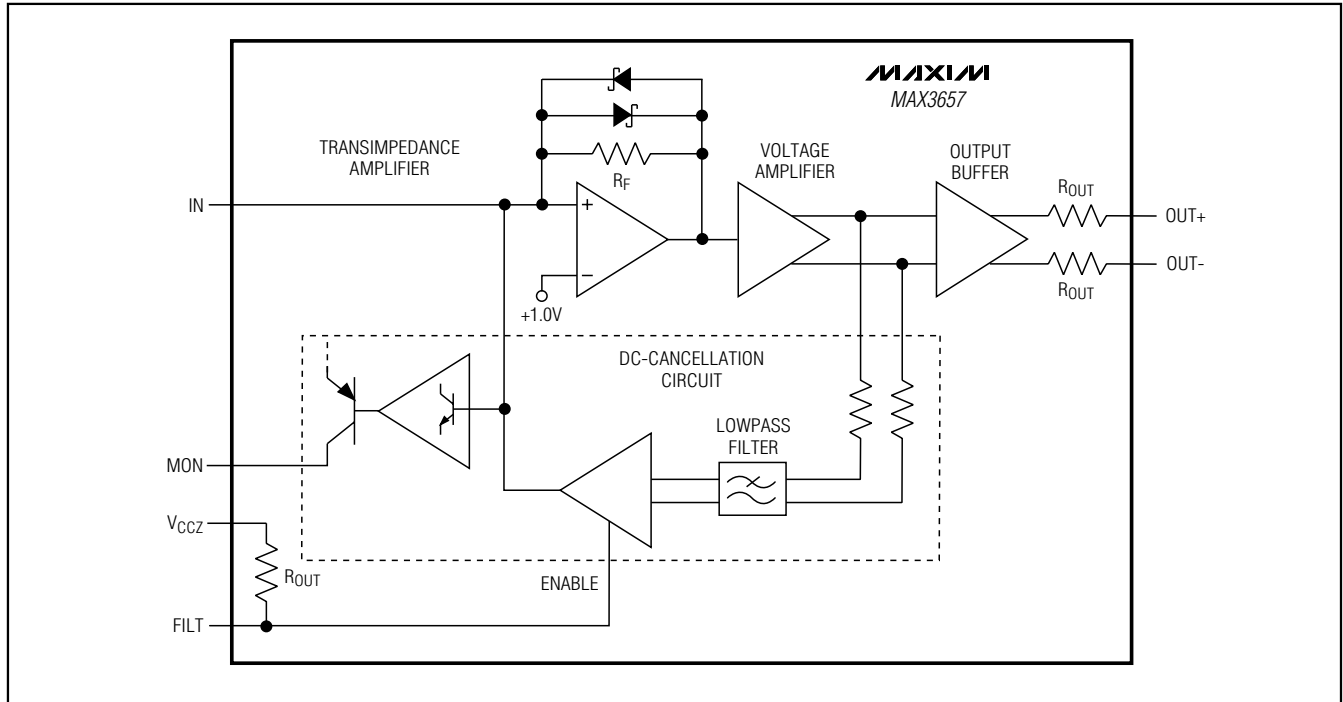 MAXIM
MAX3657
TRANSIMPEDANCE
AMPLIFIER
VOLTAGE
AMPLIFIER
OUTPUT
BUFFER
RF
ROUT
IN
+
−
+1.0V
OUT+
OUT-
ROUT
DC-CANCELLATION
CIRCUIT
LOWPASS
FILTER
MON
VCCZ
ROUT
ENABLE
FILT